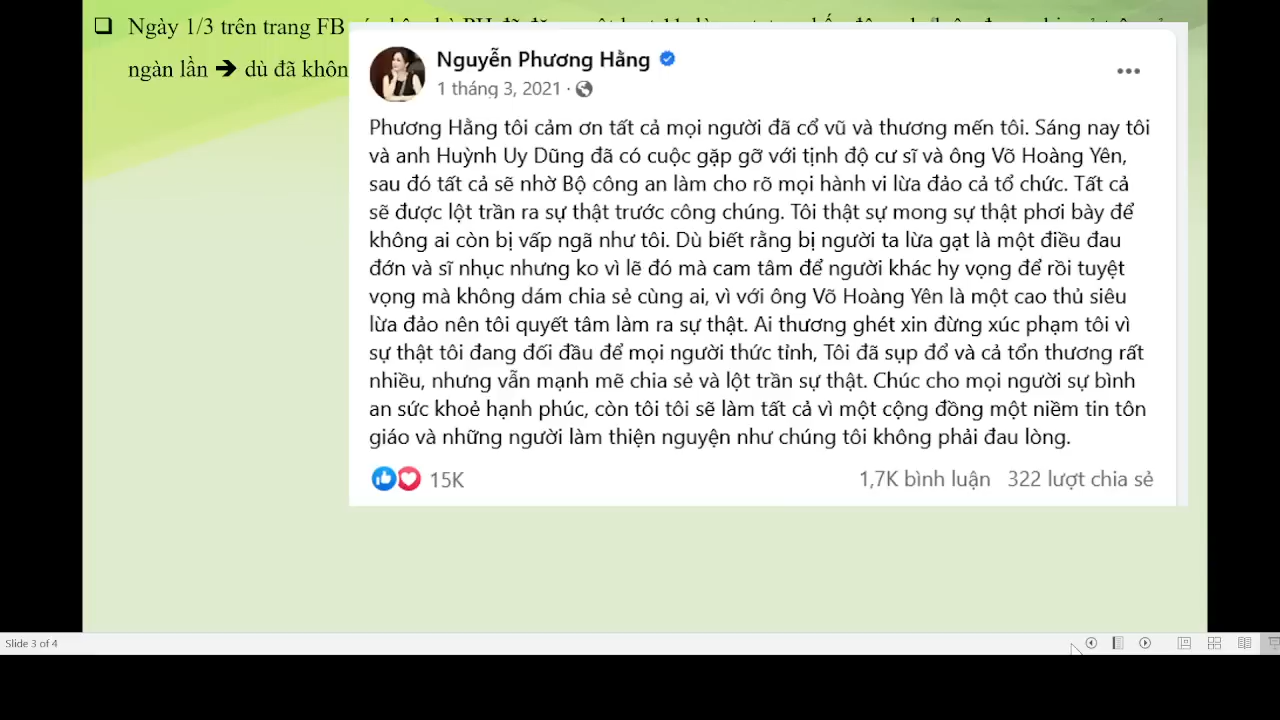 ❑ Ngày 1/3 trên trang FB
ngàn lần ➔ dù đã khôn
Nguyễn Phương Hằng
1 tháng 3, 2021 ·
Phương Hằng tôi cảm ơn tất cả mọi người đã cổ vũ và thương mến tôi. Sáng nay tôi
và anh Huỳnh Uy Dũng đã có cuộc gặp gỡ với tịnh độ cư sĩ và ông Võ Hoàng Yên,
sau đó tất cả sẽ nhờ Bộ công an làm cho rõ mọi hành vi lừa đảo cả tổ chức. Tất cả
sẽ được lột trần ra sự thật trước công chúng. Tôi thật sự mong sự thật phơi bày để
không ai còn bị vấp ngã như tôi. Dù biết rằng bị người ta lừa gạt là một điều đau
đớn và sĩ nhục nhưng ko vì lẽ đó mà cam tâm để người khác hy vọng để rồi tuyệt
vọng mà không dám chia sẻ cùng ai, vì với ông Võ Hoàng Yên là một cao thủ siêu
lừa đảo nên tôi quyết tâm làm ra sự thật. Ai thương ghét xin đừng xúc phạm tôi vì
sự thật tôi đang đối đầu để mọi người thức tỉnh, Tôi đã sụp đổ và cả tổn thương rất
nhiều, nhưng vẫn mạnh mẽ chia sẻ và lột trần sự thật. Chúc cho mọi người sự bình
an sức khoẻ hạnh phúc, còn tôi tôi sẽ làm tất cả vì một cộng đồng một niềm tin tôn
giáo và những người làm thiện nguyện như chúng tôi không phải đau lòng.
15K 1,7K bình luận 322 lượt chia sẻ
Slide 3 of 4